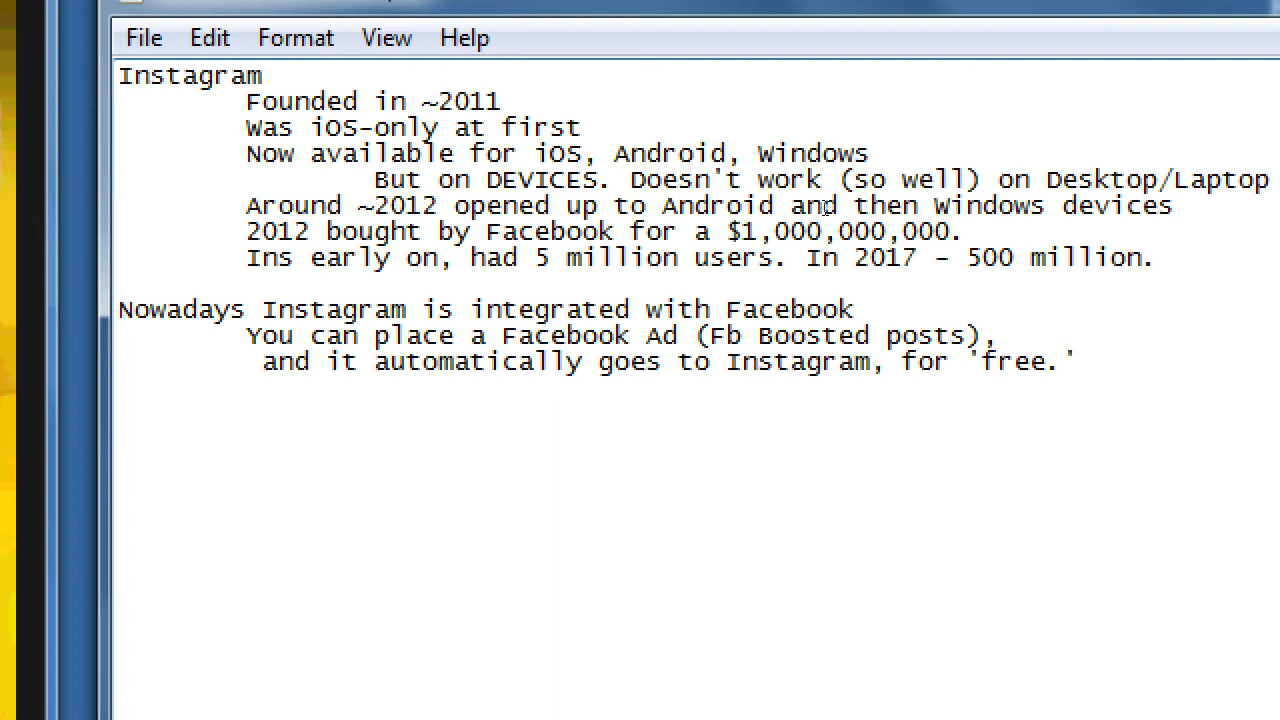 File Edit Format View Help
Instagram
Founded in ~2011
Was iOS-only at first
Now available for iOS, Android, Windows
But on DEVICES. Doesn't work (so well) on Desktop/Laptop
Around ~2012 opened up to Android and then Windows devices
2012 bought by Facebook for a $1,000,000,000.
Ins early on, had 5 million users. In 2017 - 500 million.
Nowadays Instagram is integrated with Facebook
You can place a Facebook Ad (Fb Boosted posts),
and it automatically goes to Instagram, for 'free.'